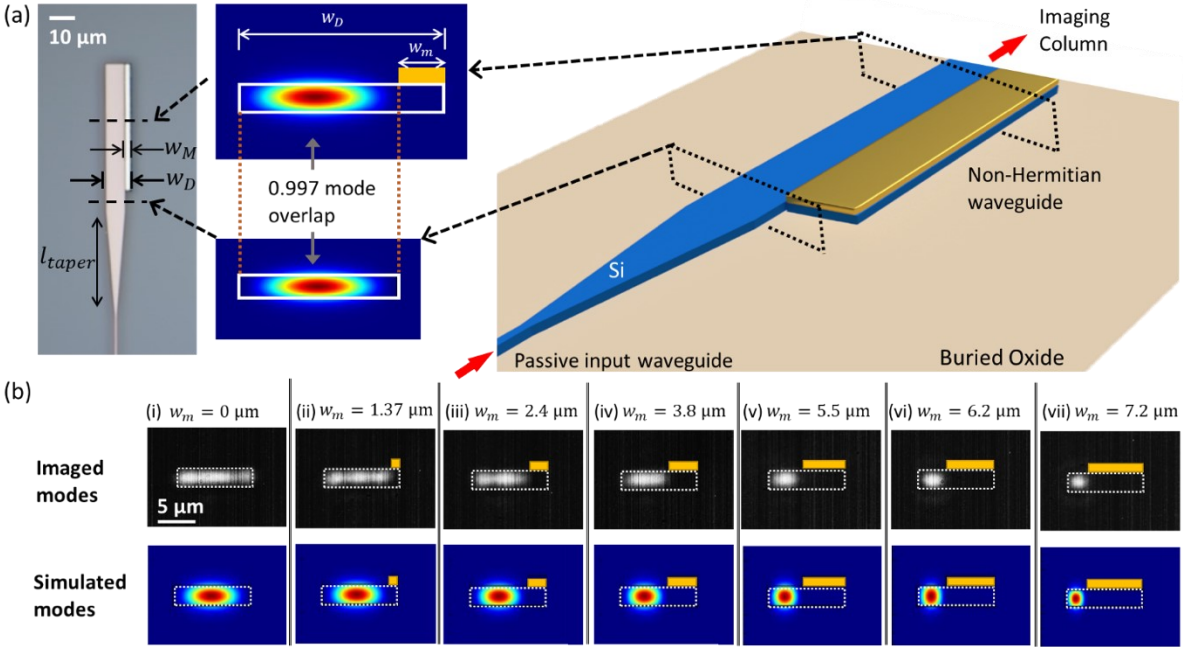 (a)
10 µm
w_M
w_D
l_taper
w_D
w_m
0.997 mode
overlap
Imaging
Column
Non-Hermitian
waveguide
Si
Passive input waveguide
Buried Oxide
(b)
(i) w_m = 0 µm
(ii) w_m = 1.37 µm
(iii) w_m = 2.4 µm
(iv) w_m = 3.8 µm
(v) w_m = 5.5 µm
(vi) w_m = 6.2 µm
(vii) w_m = 7.2 µm
Imaged
modes
5 µm
Simulated
modes